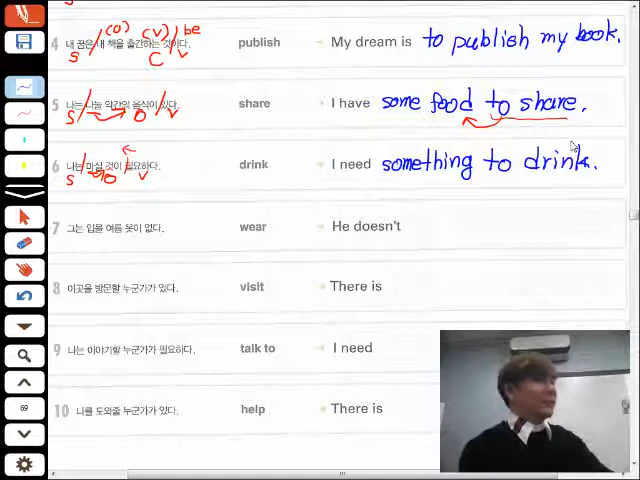 4 내 꿈은 내 책을 출간하는 것이다. publish My dream is to publish my book.
(o) (v) be
s c v
5 나는 나눌 약간의 음식이 있다. share I have some food to share.
s o v
6 나는 마실 것이 필요하다. drink I need something to drink.
s o v
7 그는 입을 여름 옷이 없다. wear He doesn't
8 이곳을 방문할 누군가가 있다. visit There is
9 나는 이야기할 누군가가 필요하다. talk to I need
69
10 나를 도와줄 누군가가 있다. help There is